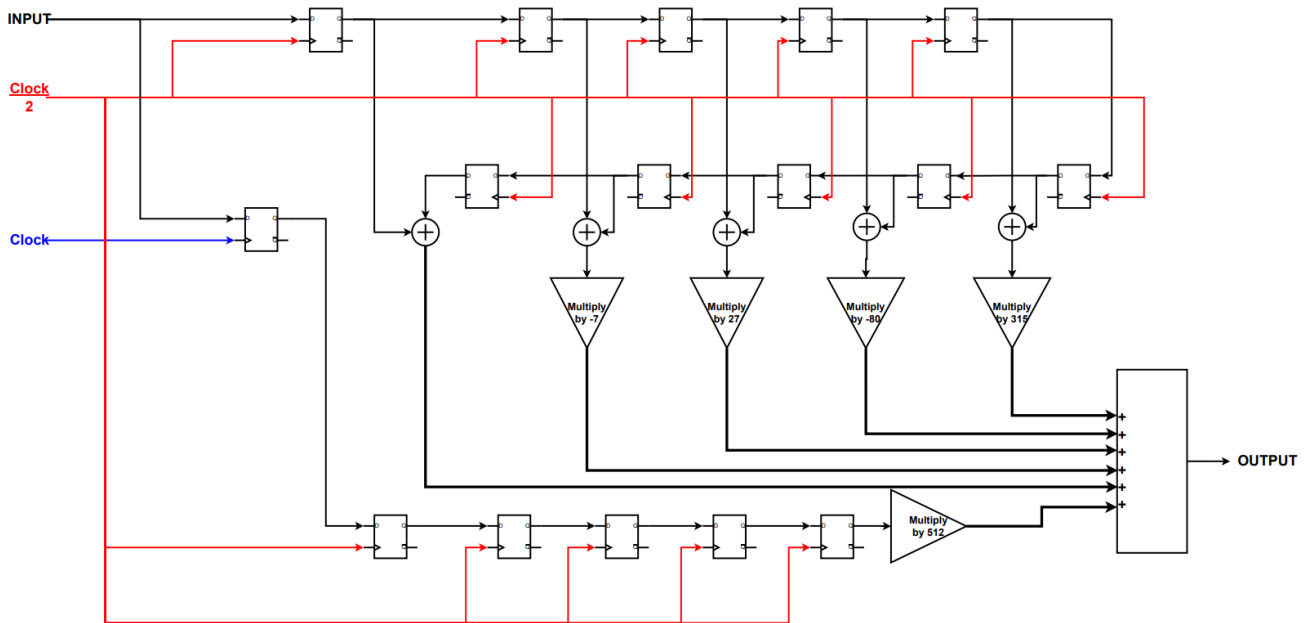 INPUT
D Q
D Q
D Q
D Q
D Q
Q
Q
Q
Q
Q
Clock
2
D Q
D Q
D Q
D Q
D Q
Q
Q
Q
Q
Q
D Q
Clock
Q
+
+
+
+
+
Multiply
by -7
Multiply
by 27
Multiply
by -80
Multiply
by 315
+
+
+
+
+
+
OUTPUT
D Q
D Q
D Q
D Q
D Q
Q
Q
Q
Q
Q
Multiply
by 512